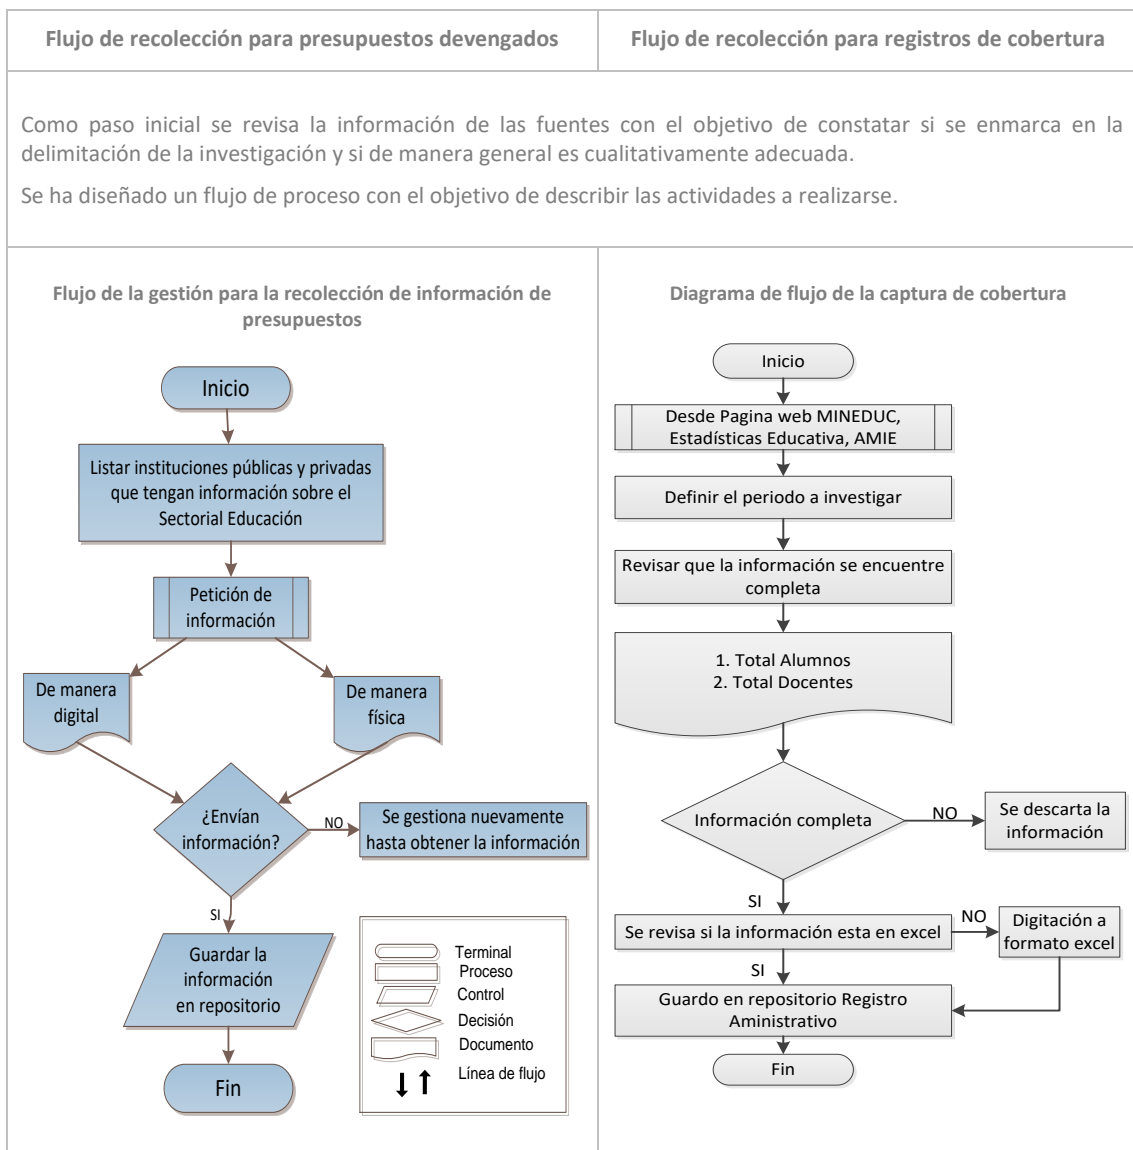 Flujo de recolección para presupuestos devengados
Flujo de recolección para registros de cobertura
Como paso inicial se revisa la información de las fuentes con el objetivo de constatar si se enmarca en la
delimitación de la investigación y si de manera general es cualitativamente adecuada.
Se ha diseñado un flujo de proceso con el objetivo de describir las actividades a realizarse.
Flujo de la gestión para la recolección de información de
presupuestos
Inicio
Listar instituciones públicas y privadas
que tengan información sobre el
Sectorial Educación
Petición de
información
De manera
digital
De manera
física
¿Envían
información?
NO
Se gestiona nuevamente
hasta obtener la información
SI
Guardar la
información
en repositorio
Fin
Terminal
Proceso
Control
Decisión
Documento
Línea de flujo
Diagrama de flujo de la captura de cobertura
Inicio
Desde Pagina web MINEDUC,
Estadísticas Educativa, AMIE
Definir el periodo a investigar
Revisar que la información se encuentre
completa
1. Total Alumnos
2. Total Docentes
Información completa
NO
Se descarta la
información
SI
Se revisa si la información esta en excel
NO
Digitación a
formato excel
SI
Guardo en repositorio Registro
Aministrativo
Fin